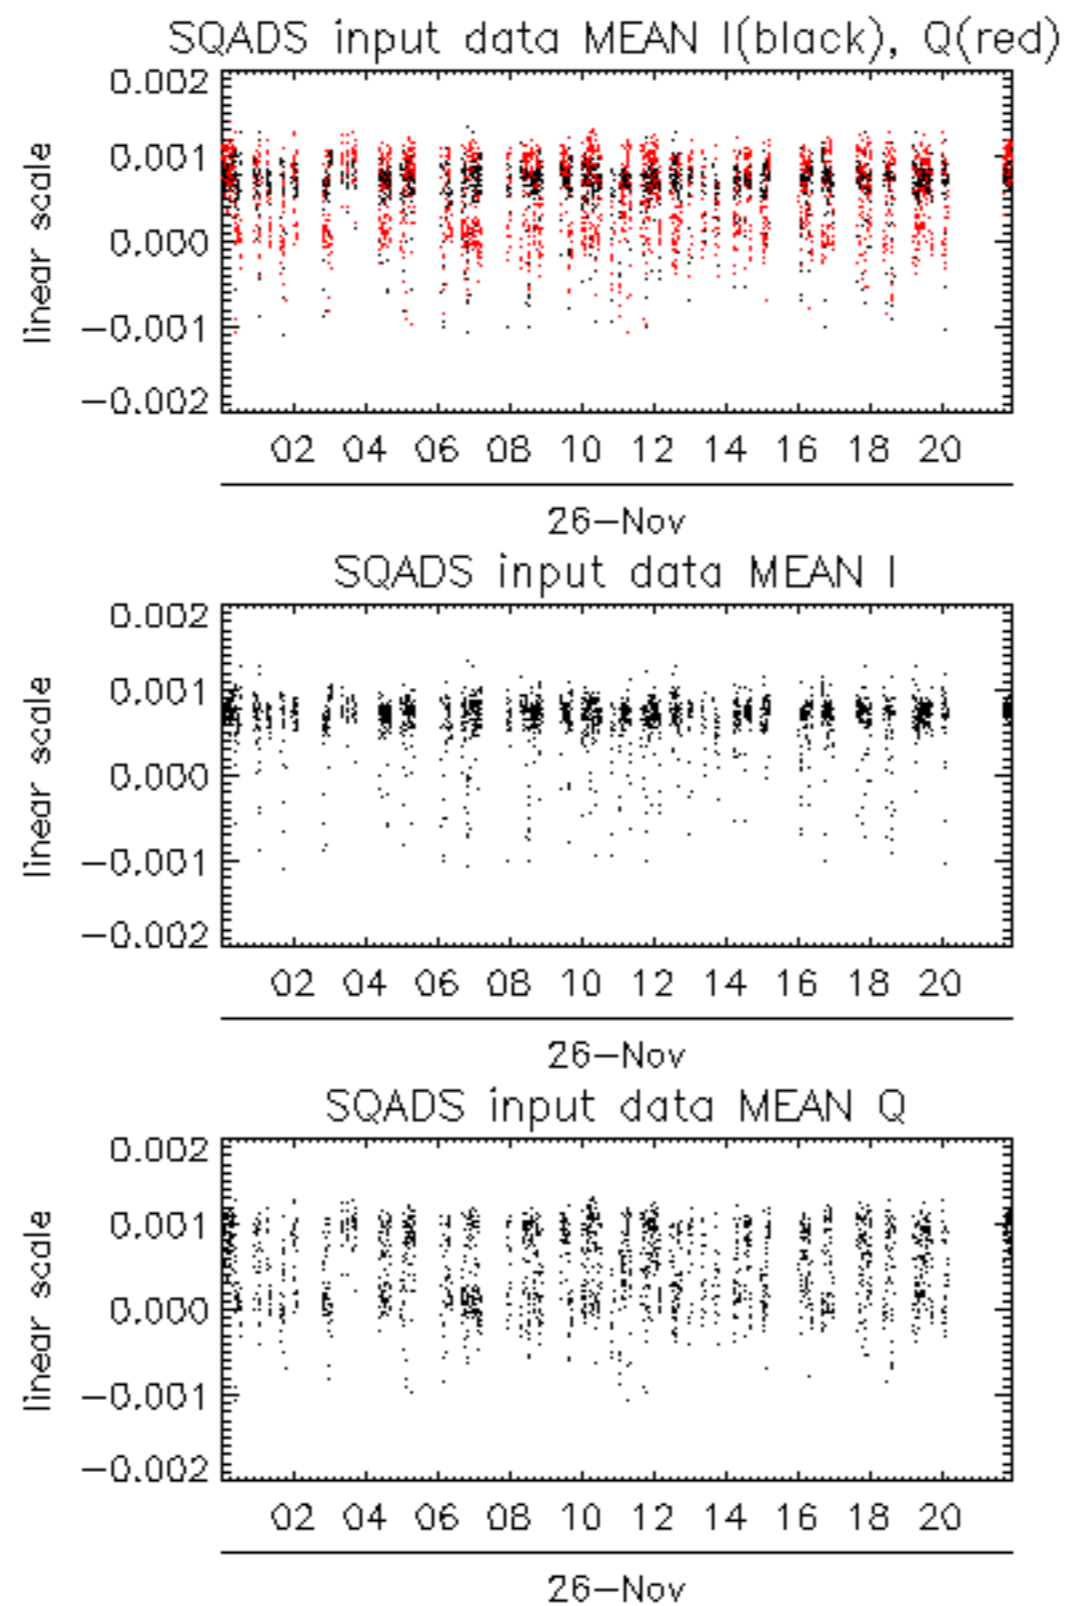 SQADS input data MEAN I(black), Q(red)
0.002
0.001
0.000
−0.001
−0.002
linear scale
02 04 06 08 10 12 14 16 18 20
26−Nov
SQADS input data MEAN I
0.002
0.001
0.000
−0.001
−0.002
linear scale
02 04 06 08 10 12 14 16 18 20
26−Nov
SQADS input data MEAN Q
0.002
0.001
0.000
−0.001
−0.002
linear scale
02 04 06 08 10 12 14 16 18 20
26−Nov